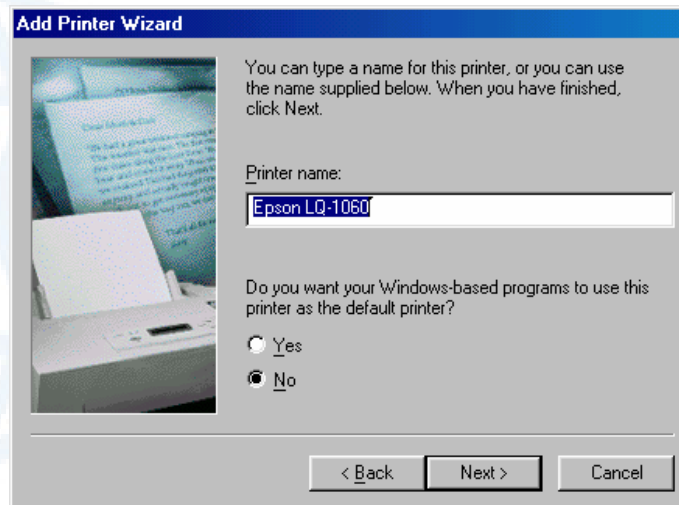 Add Printer Wizard
You can type a name for this printer, or you can use
the name supplied below. When you have finished,
click Next.
Printer name:
Epson LQ-1060
Do you want your Windows-based programs to use this
printer as the default printer?
Yes
No
< Back Next > Cancel